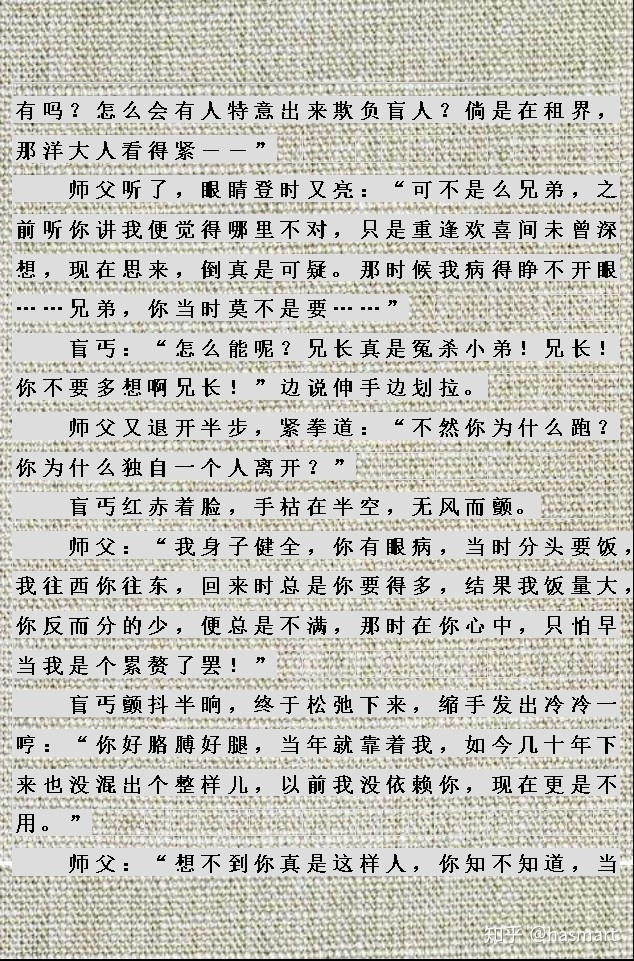 有吗？怎么会有人特意出来欺负盲人？倘是在租界，
那洋大人看得紧——”
师父听了，眼睛登时又亮：“可不是么兄弟，之
前听你讲我便觉得哪里不对，只是重逢欢喜间未曾深
想，现在思来，倒真是可疑。那时候我病得睁不开眼
……兄弟，你当时莫不是要……”
盲丐：“怎么能呢？兄长真是冤杀小弟！兄长！
你不要多想啊兄长！”边说伸手边划拉。
师父又退开半步，紧拳道：“不然你为什么跑？
你为什么独自一个人离开？”
盲丐红赤着脸，手枯在半空，无风而颤。
师父：“我身子健全，你有眼病，当时分头要饭，
我往西你往东，回来时总是你要得多，结果我饭量大，
你反而分的少，便总是不满，那时在你心中，只怕早
当我是个累赘了罢！”
盲丐颤抖半晌，终于松弛下来，缩手发出冷冷一
哼：“你好胳膊好腿，当年就靠着我，如今几十年下
来也没混出个整样儿，以前我没依赖你，现在更是不
用。”
师父：“想不到你真是这样人，你知不知道，当
知乎 @hasmart